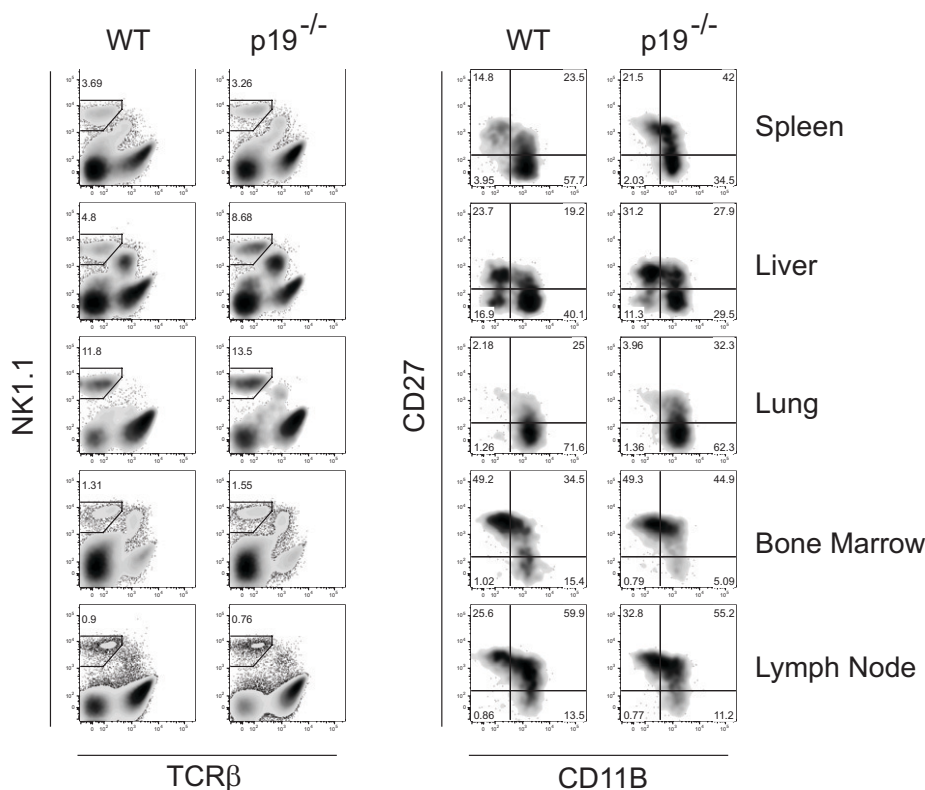 WT p19-/- WT p19-/-
3.69 3.26 14.8 23.5 21.5 42
Spleen
3.95 57.7 2.03 34.5
4.8 8.68 23.7 19.2 31.2 27.9
Liver
16.9 40.1 11.3 29.5
11.8 13.5 2.18 25 3.96 32.3
Lung
1.26 71.6 1.36 62.3
1.31 1.55 49.2 34.5 49.3 44.9
Bone Marrow
1.02 15.4 0.79 5.09
0.9 0.76 25.6 59.9 32.8 55.2
Lymph Node
0.86 13.5 0.77 11.2
NK1.1
CD27
TCRβ CD11B